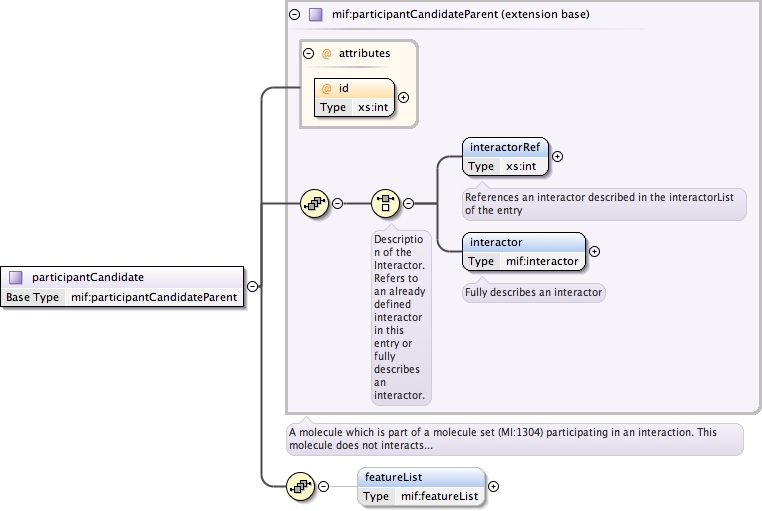 mif:participantCandidateParent (extension base)
@ attributes
@ id
Type xs:int
interactorRef
Type xs:int
References an interactor described in the interactorList
of the entry
interactor
Type mif:interactor
Fully describes an interactor
Descriptio
n of the
Interactor.
Refers to
an already
defined
interactor
in this
entry or
fully
describes
an
interactor.
participantCandidate
Base Type mif:participantCandidateParent
A molecule which is part of a molecule set (MI:1304) participating in an interaction. This
molecule does not interacts...
featureList
Type mif:featureList